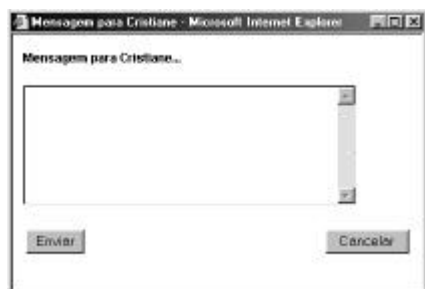 Mensagem para Cristiane - Microsoft Internet Explorer
Mensagem para Cristiane...
Enviar
Cancelar